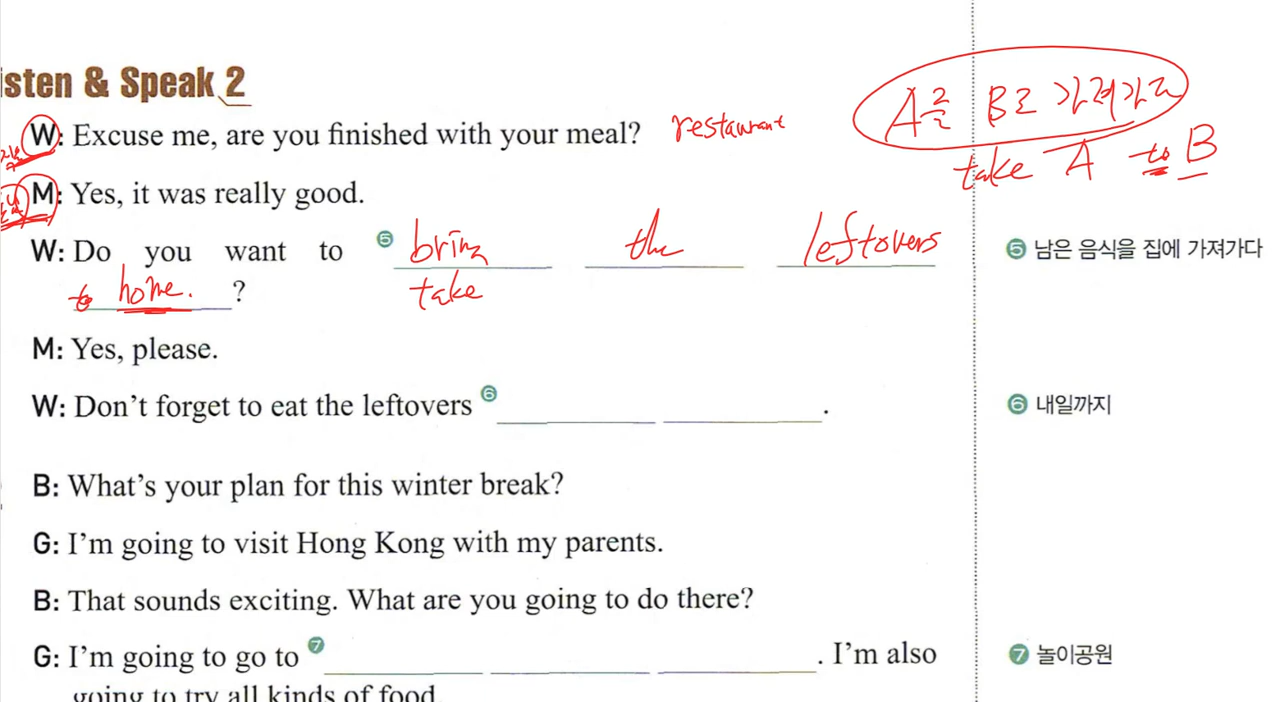 isten & Speak 2
W: Excuse me, are you finished with your meal? restaurant
A를 B로 가져가다
take A to B
M: Yes, it was really good.
W: Do you want to ⑤ bring the leftovers
⑤ 남은 음식을 집에 가져가다
to home. ?
take
M: Yes, please.
W: Don't forget to eat the leftovers ⑥ .
⑥ 내일까지
B: What's your plan for this winter break?
G: I'm going to visit Hong Kong with my parents.
B: That sounds exciting. What are you going to do there?
G: I'm going to go to ⑦ . I'm also
⑦ 놀이공원
going to try all kinds of food.